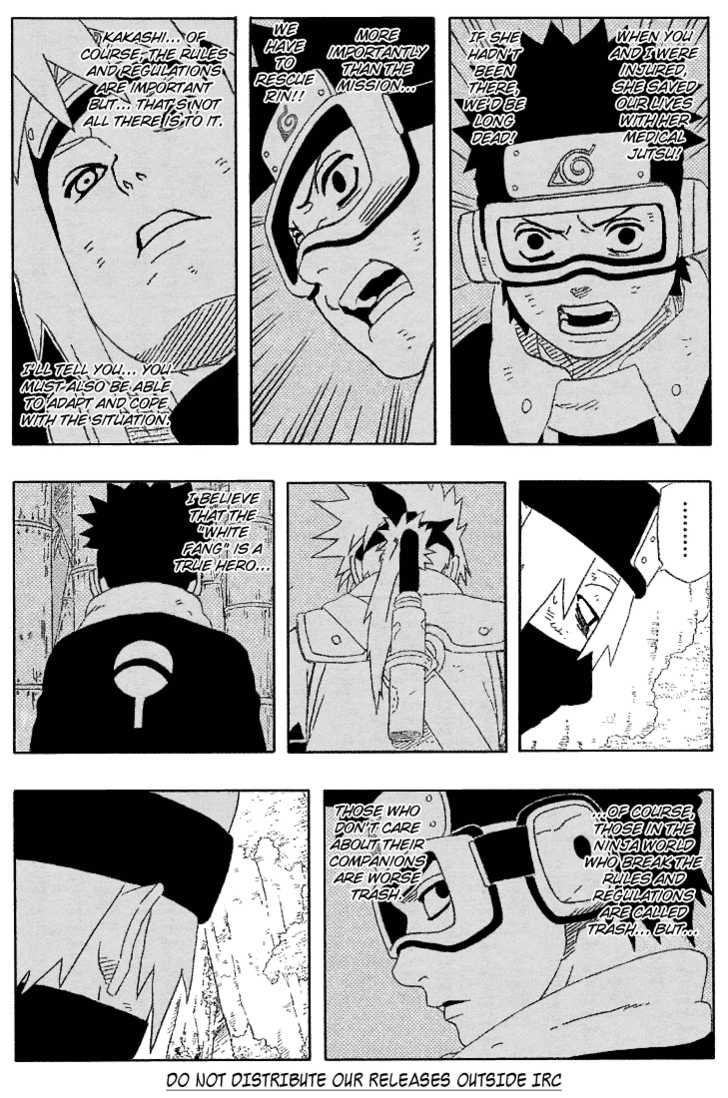 WHEN YOU
AND I WERE
INJURED,
SHE SAVED
OUR LIVES
WITH HER
MEDICAL
JUTSU!
IF SHE
HADN'T
BEEN
THERE,
WE'D BE
LONG
DEAD!
MORE
IMPORTANTLY
THAN THE
MISSION...
WE
HAVE
TO
RESCUE
RIN!!
KAKASHI... OF
COURSE, THE RULES
AND REGULATIONS
ARE IMPORTANT
BUT... THAT'S NOT
ALL THERE IS TO IT.
I'LL TELL YOU... YOU
MUST ALSO BE ABLE
TO ADAPT AND COPE
WITH THE SITUATION.
.........
I BELIEVE
THAT THE
"WHITE
FANG" IS A
TRUE HERO...
...OF COURSE,
THOSE IN THE
NINJA WORLD
WHO BREAK THE
RULES AND
REGULATIONS
ARE CALLED
TRASH... BUT...
THOSE WHO
DON'T CARE
ABOUT THEIR
COMPANIONS
ARE WORSE
TRASH.
DO NOT DISTRIBUTE OUR RELEASES OUTSIDE IRC